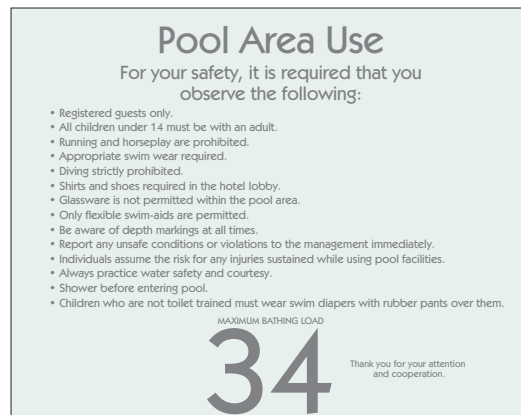 Pool Area Use
For your safety, it is required that you
observe the following:
• Registered guests only.
• All children under 14 must be with an adult.
• Running and horseplay are prohibited.
• Appropriate swim wear required.
• Diving strictly prohibited.
• Shirts and shoes required in the hotel lobby.
• Glassware is not permitted within the pool area.
• Only flexible swim-aids are permitted.
• Be aware of depth markings at all times.
• Report any unsafe conditions or violations to the management immediately.
• Individuals assume the risk for any injuries sustained while using pool facilities.
• Always practice water safety and courtesy.
• Shower before entering pool.
• Children who are not toilet trained must wear swim diapers with rubber pants over them.
MAXIMUM BATHING LOAD
34
Thank you for your attention
and cooperation.